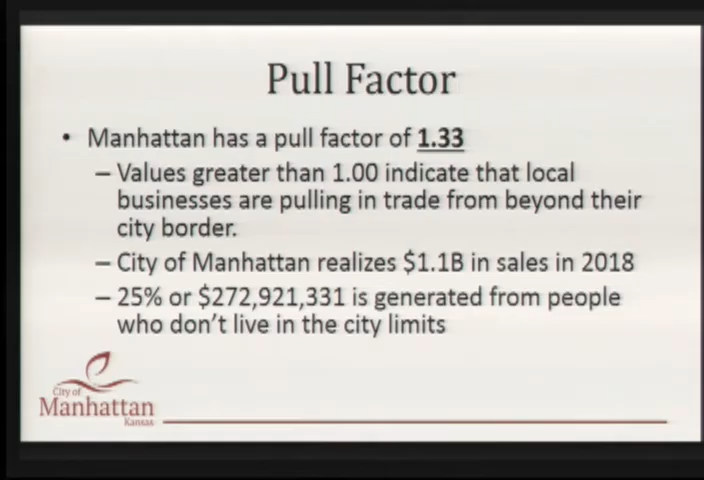 Pull Factor
• Manhattan has a pull factor of 1.33
– Values greater than 1.00 indicate that local
businesses are pulling in trade from beyond their
city border.
– City of Manhattan realizes $1.1B in sales in 2018
– 25% or $272,921,331 is generated from people
who don't live in the city limits
City of
Manhattan
Kansas